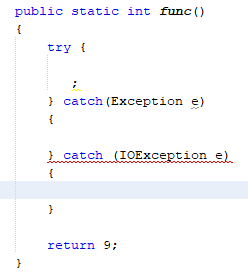 public static int func()
{
try {
;
} catch(Exception e)
{
} catch (IOException e)
{
}
return 9;
}